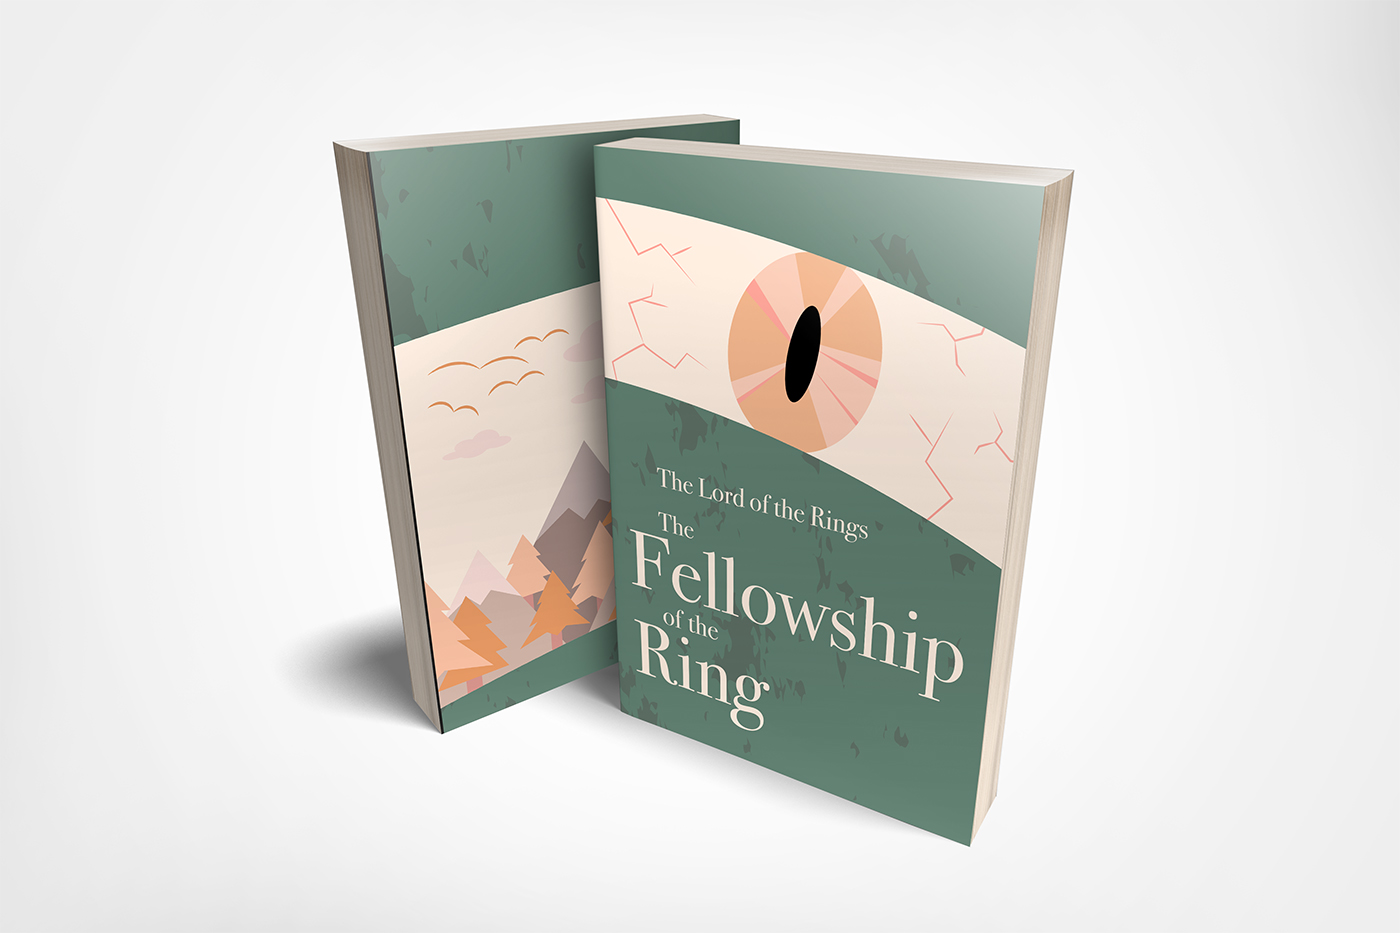 The Lord of the Rings
The
Fellowship
of the
Ring